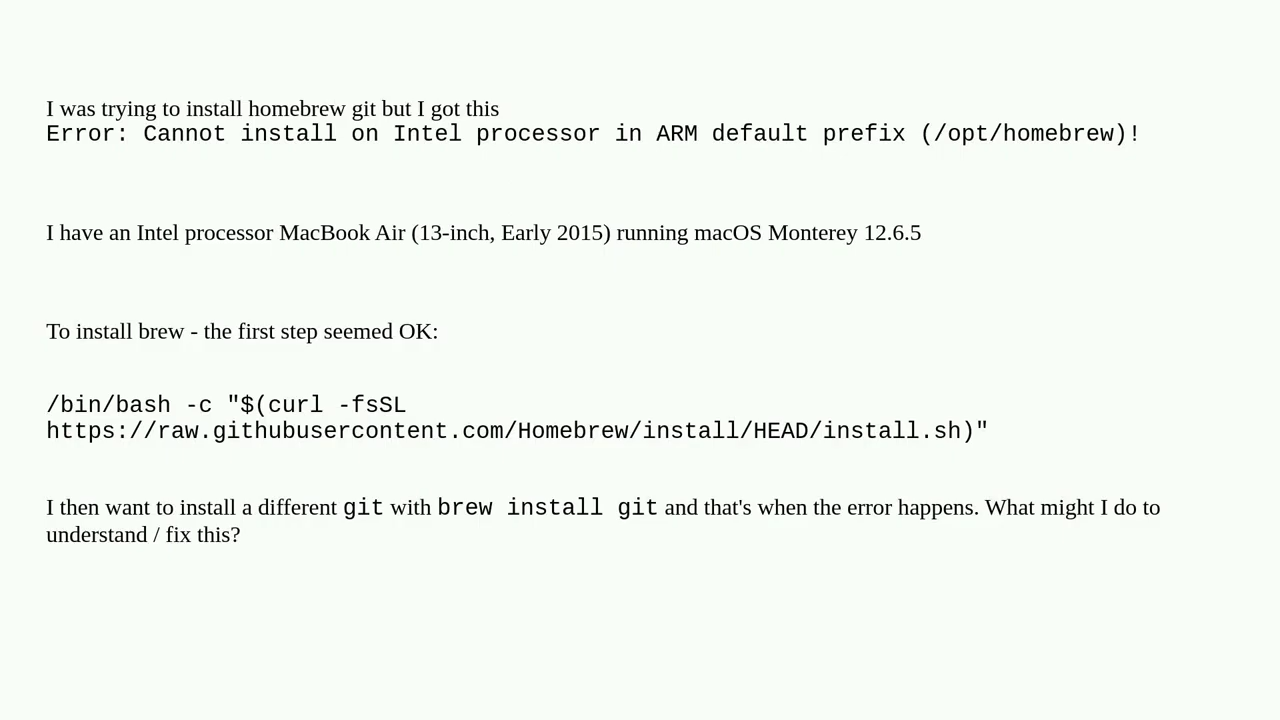 I was trying to install homebrew git but I got this
Error: Cannot install on Intel processor in ARM default prefix (/opt/homebrew)!
I have an Intel processor MacBook Air (13-inch, Early 2015) running macOS Monterey 12.6.5
To install brew - the first step seemed OK:
/bin/bash -c "$(curl -fsSL
https://raw.githubusercontent.com/Homebrew/install/HEAD/install.sh)"
I then want to install a different git with brew install git and that's when the error happens. What might I do to
understand / fix this?